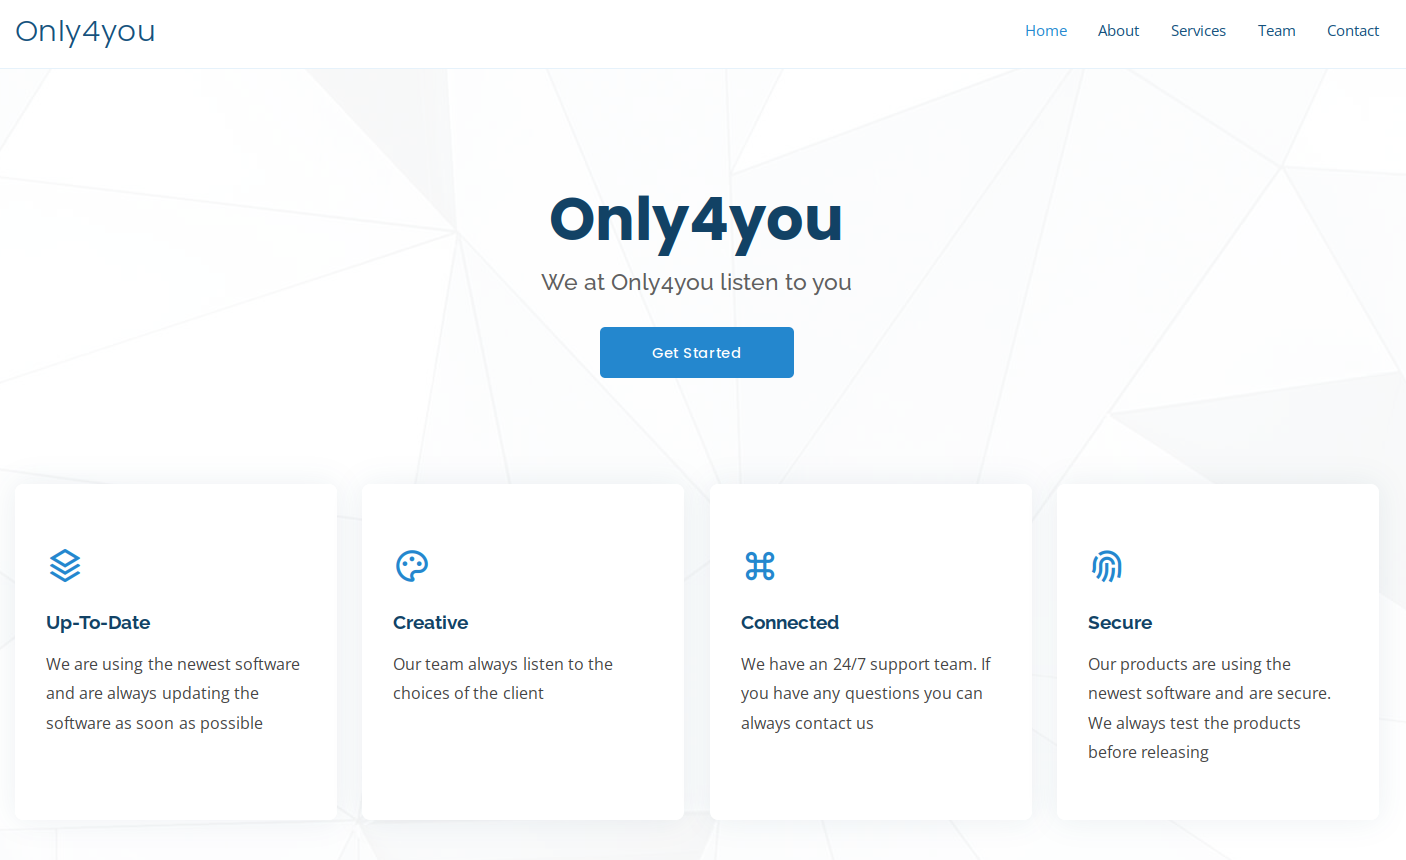 Only4you
Home About Services Team Contact
Only4you
We at Only4you listen to you
Get Started
Up-To-Date
We are using the newest software
and are always updating the
software as soon as possible
Creative
Our team always listen to the
choices of the client
Connected
We have an 24/7 support team. If
you have any questions you can
always contact us
Secure
Our products are using the
newest software and are secure.
We always test the products
before releasing